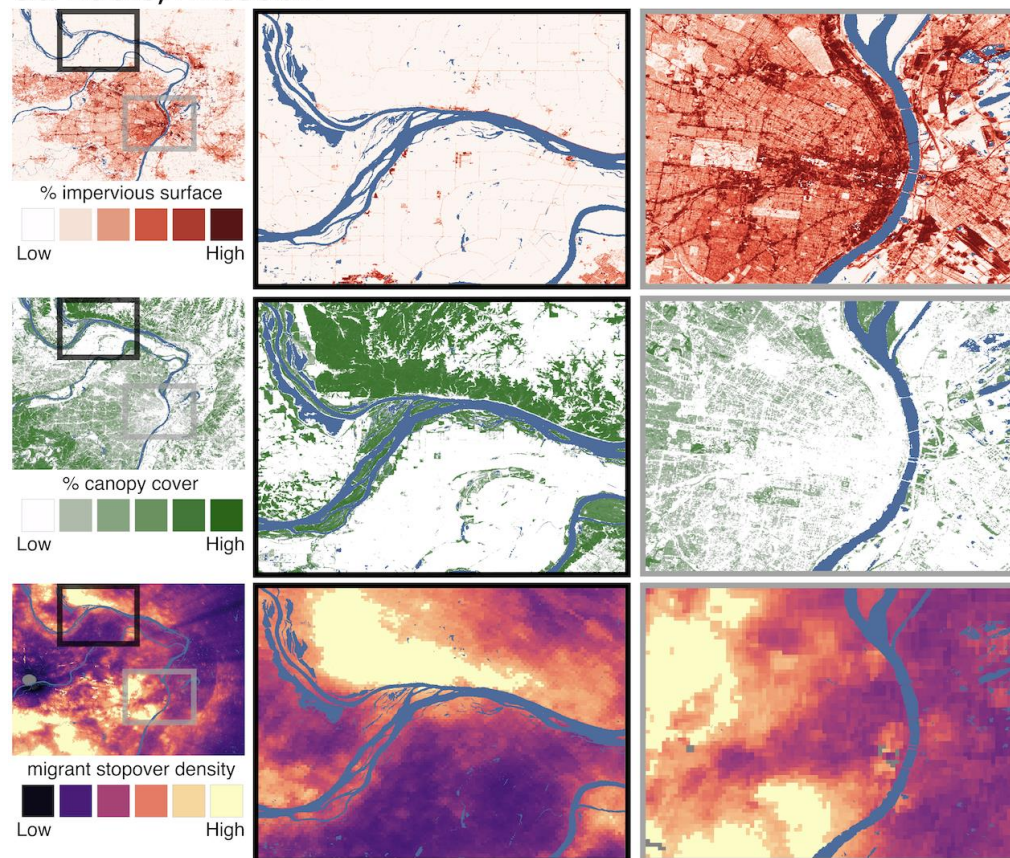 % impervious surface
Low High
% canopy cover
Low High
migrant stopover density
Low High